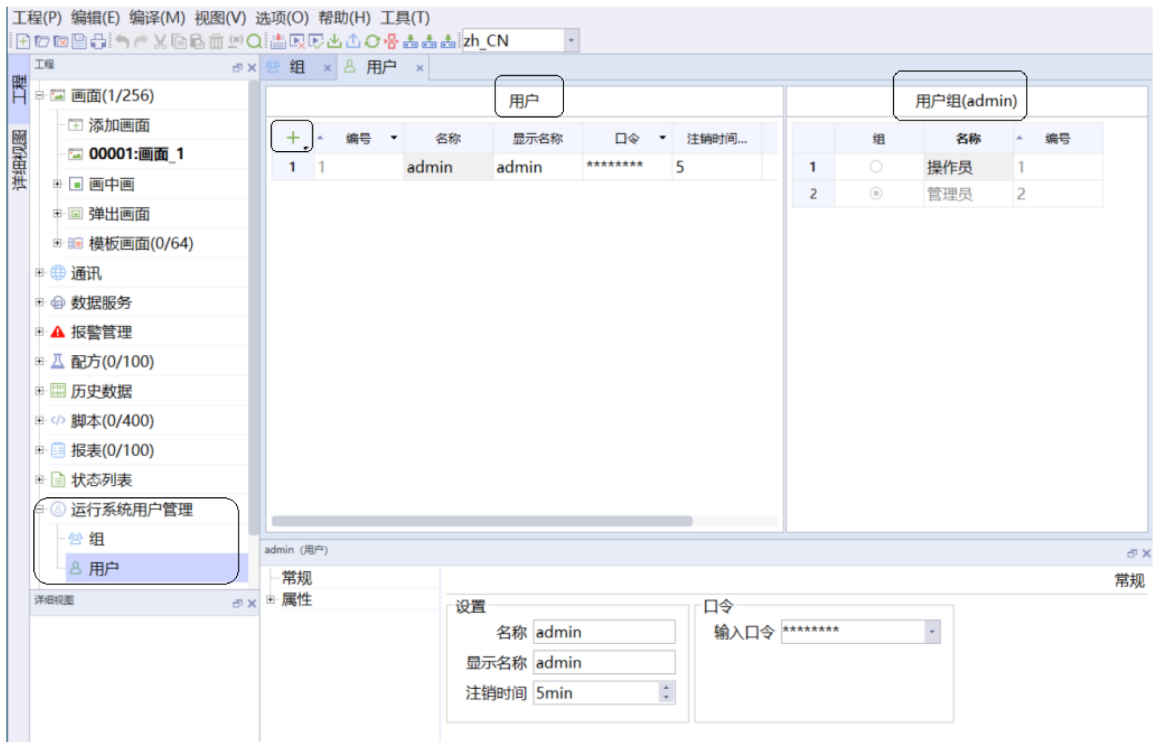 工程(P) 编辑(E) 编译(M) 视图(V) 选项(O) 帮助(H) 工具(T)
zh_CN
工程
详细视图
工程
画面(1/256)
添加画面
00001:画面_1
画中画
弹出画面
模板画面(0/64)
通讯
数据服务
报警管理
配方(0/100)
历史数据
脚本(0/400)
报表(0/100)
状态列表
运行系统用户管理
组
用户
详细视图
组 × 用户 ×
用户
编号 名称 显示名称 口令 注销时间...
1 1 admin admin ******** 5
用户组(admin)
组 名称 编号
1 操作员 1
2 管理员 2
admin (用户)
常规
属性
常规
设置
名称 admin
显示名称 admin
注销时间 5min
口令
输入口令 ********